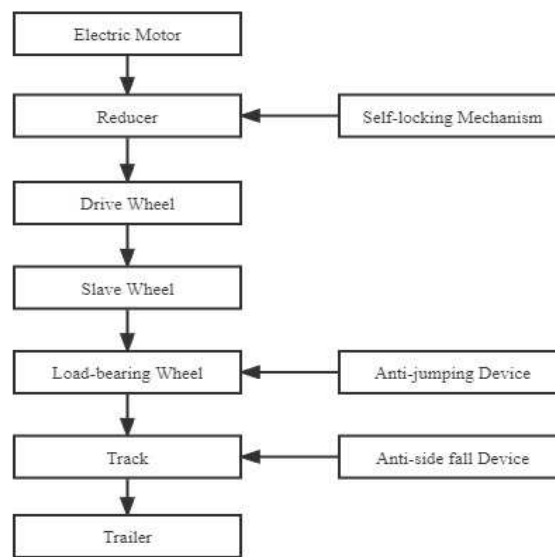 Electric Motor
Reducer
Self-locking Mechanism
Drive Wheel
Slave Wheel
Load-bearing Wheel
Anti-jumping Device
Track
Anti-side fall Device
Trailer